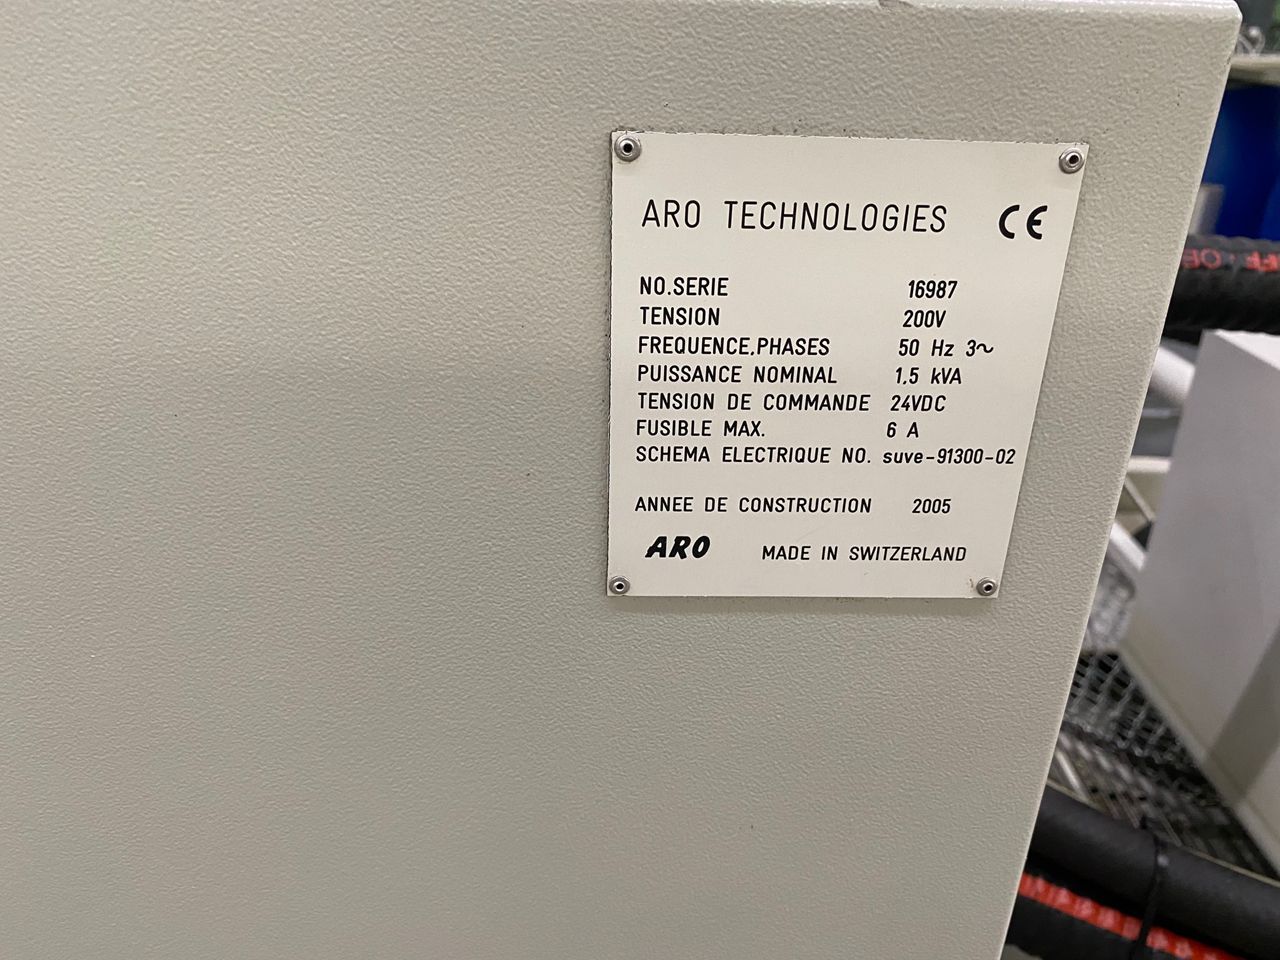 ARO TECHNOLOGIES CE
NO.SERIE 16987
TENSION 200V
FREQUENCE.PHASES 50 Hz 3~
PUISSANCE NOMINAL 1.5 kVA
TENSION DE COMMANDE 24VDC
FUSIBLE MAX. 6 A
SCHEMA ELECTRIQUE NO. suve-91300-02
ANNEE DE CONSTRUCTION 2005
ARO MADE IN SWITZERLAND